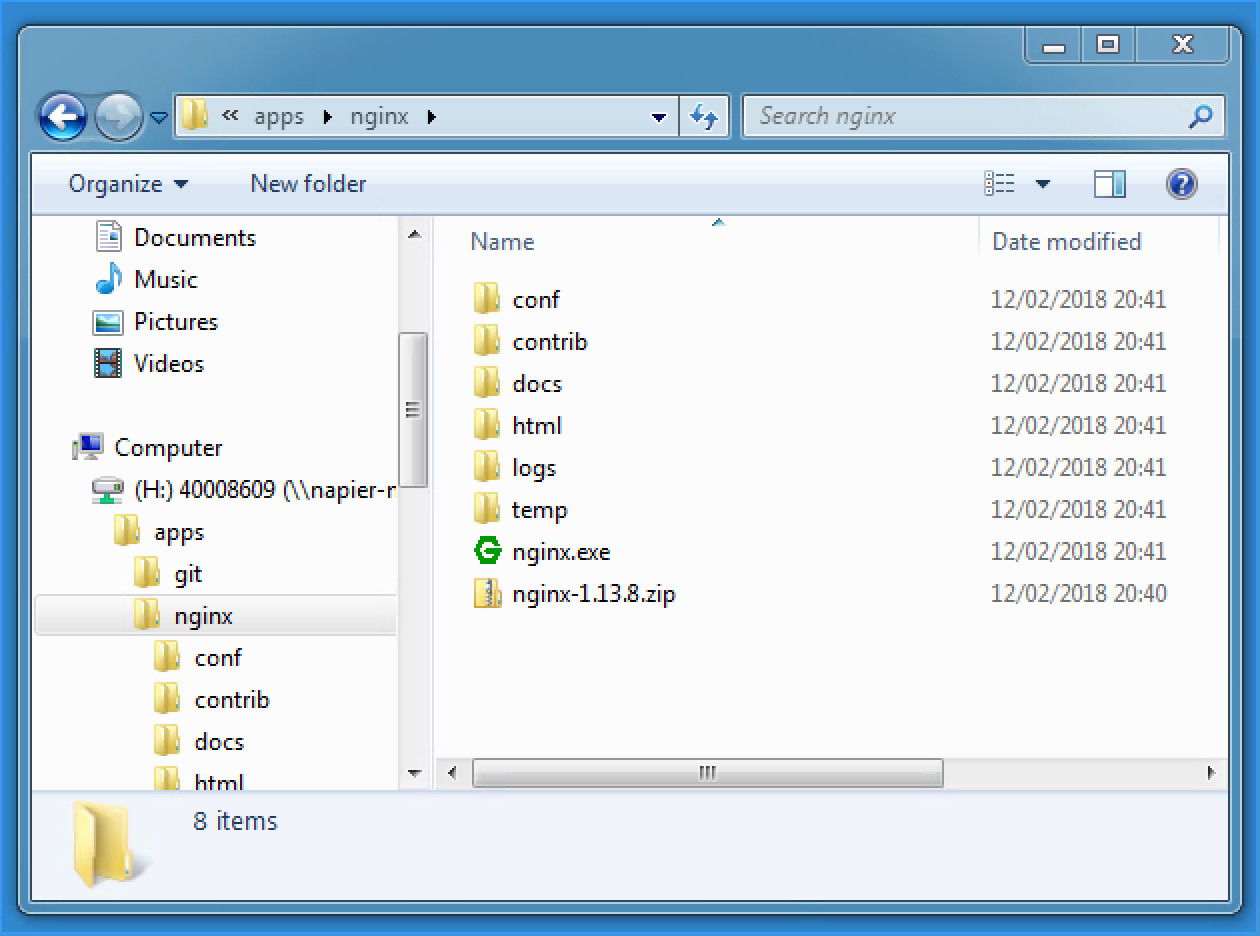 « apps ▸ nginx ▸
Search nginx
Organize New folder
Documents
Music
Pictures
Videos
Computer
(H:) 40008609 (\\napier-r
apps
git
nginx
conf
contrib
docs
html
Name Date modified
conf 12/02/2018 20:41
contrib 12/02/2018 20:41
docs 12/02/2018 20:41
html 12/02/2018 20:41
logs 12/02/2018 20:41
temp 12/02/2018 20:41
nginx.exe 12/02/2018 20:41
nginx-1.13.8.zip 12/02/2018 20:40
8 items